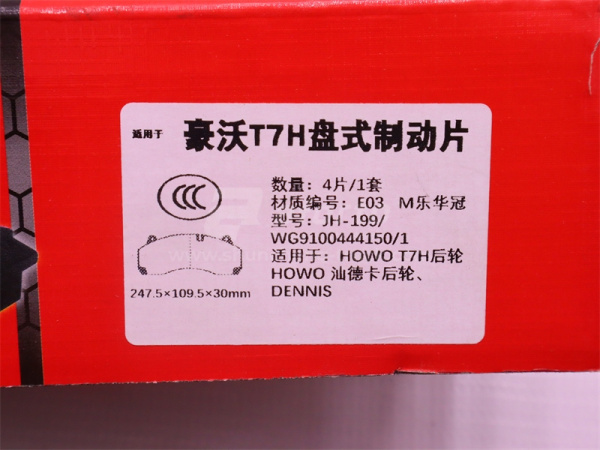 适用于 豪沃T7H盘式制动片
数量：4片/1套
材质编号：E03 M乐华冠
型号：JH-199/
WG9100444150/1
适用于：HOWO T7H后轮
HOWO 汕德卡后轮、
DENNIS
247.5×109.5×30mm